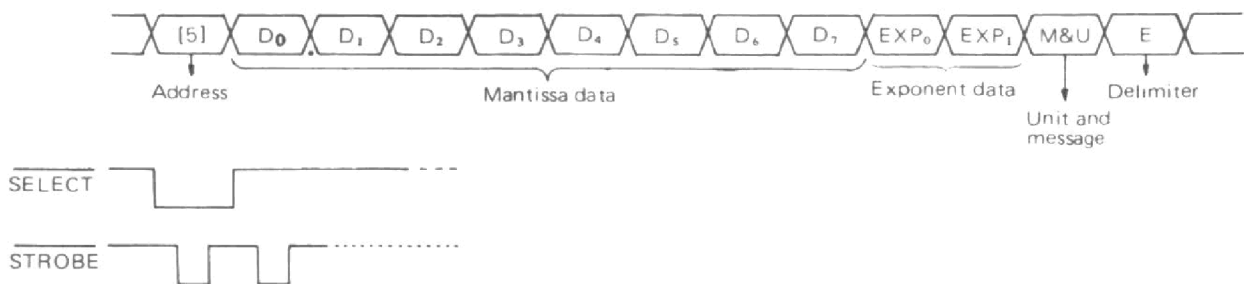 [5] D₀ D₁ D₂ D₃ D₄ D₅ D₆ D₇ EXP₀ EXP₁ M&U E
Address
Mantissa data
Exponent data
Delimiter
Unit and
message
SELECT
STROBE